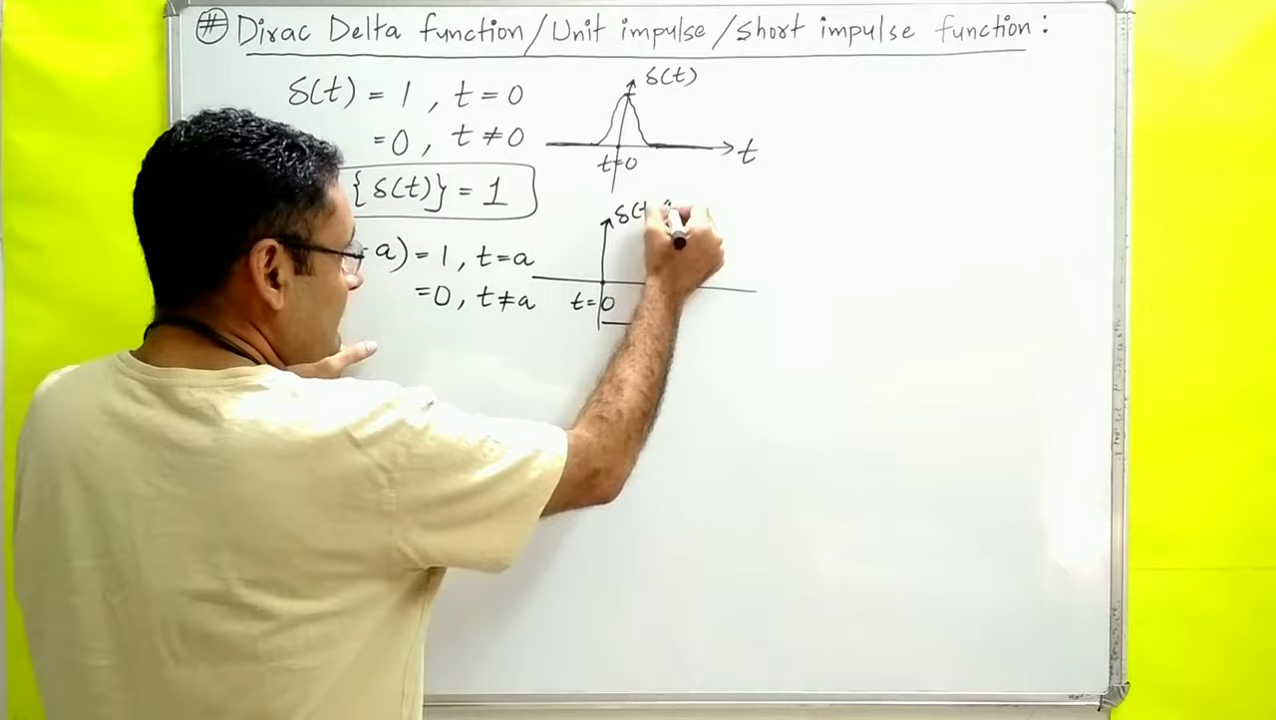 # Dirac Delta function/Unit impulse/Short impulse function:
δ(t) = 1, t = 0
= 0, t ≠ 0
{δ(t)} = 1
a) = 1, t = a
= 0, t ≠ a
δ(t)
t
t=0
δ(t
t=0